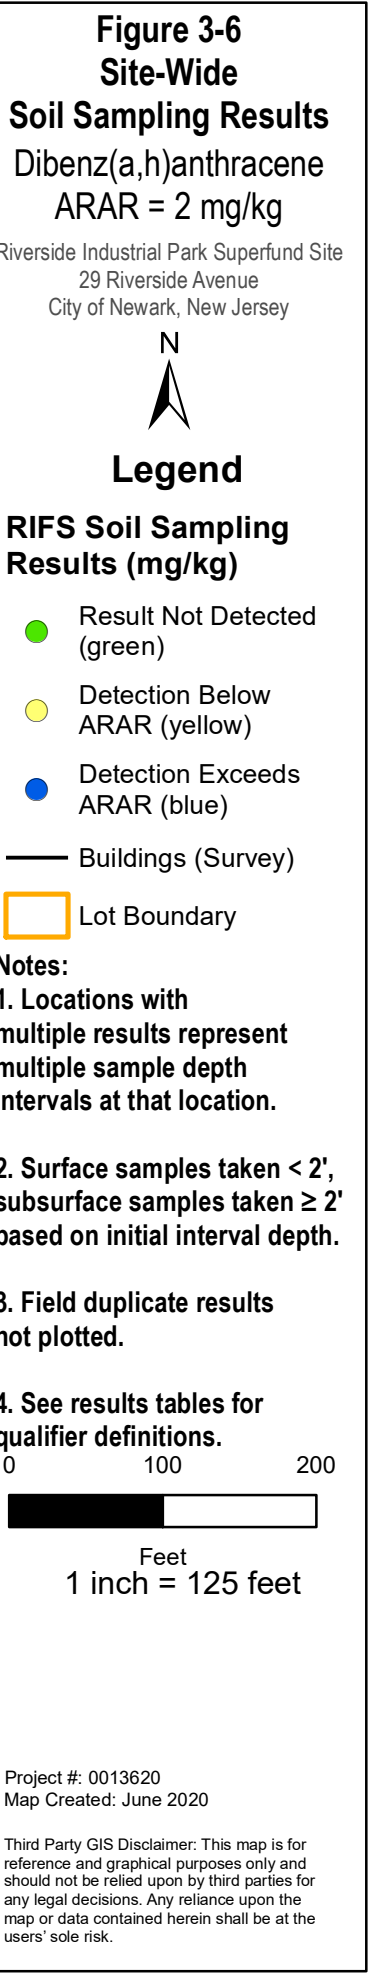 Figure 3-6
Site-Wide
Soil Sampling Results
Dibenz(a,h)anthracene
ARAR = 2 mg/kg
Riverside Industrial Park Superfund Site
29 Riverside Avenue
City of Newark, New Jersey
N
Legend
RIFS Soil Sampling
Results (mg/kg)
Result Not Detected
(green)
Detection Below
ARAR (yellow)
Detection Exceeds
ARAR (blue)
Buildings (Survey)
Lot Boundary
Notes:
1. Locations with
multiple results represent
multiple sample depth
intervals at that location.
2. Surface samples taken < 2',
subsurface samples taken ≥ 2'
based on initial interval depth.
3. Field duplicate results
not plotted.
4. See results tables for
qualifier definitions.
0 100 200
Feet
1 inch = 125 feet
Project #: 0013620
Map Created: June 2020
Third Party GIS Disclaimer: This map is for
reference and graphical purposes only and
should not be relied upon by third parties for
any legal decisions. Any reliance upon the
map or data contained herein shall be at the
users' sole risk.